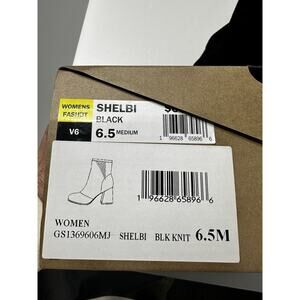 WOMENS
FASHION
V6
SHELBI
BLACK
6.5 MEDIUM
1 96628 65896 6
1 96628 65896 6
WOMEN
GS1369606MJ SHELBI BLK KNIT 6.5M